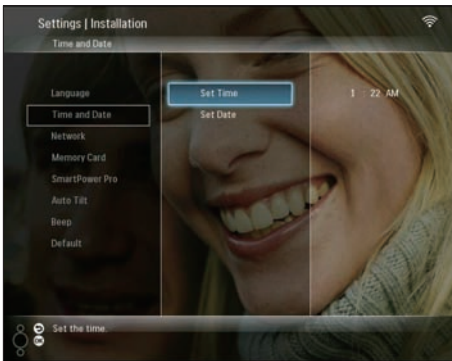 Settings | Installation
Time and Date
Language
Time and Date
Network
Memory Card
SmartPower Pro
Auto Tilt
Beep
Default
Set Time
Set Date
1 : 22 AM
Set the time.
OK